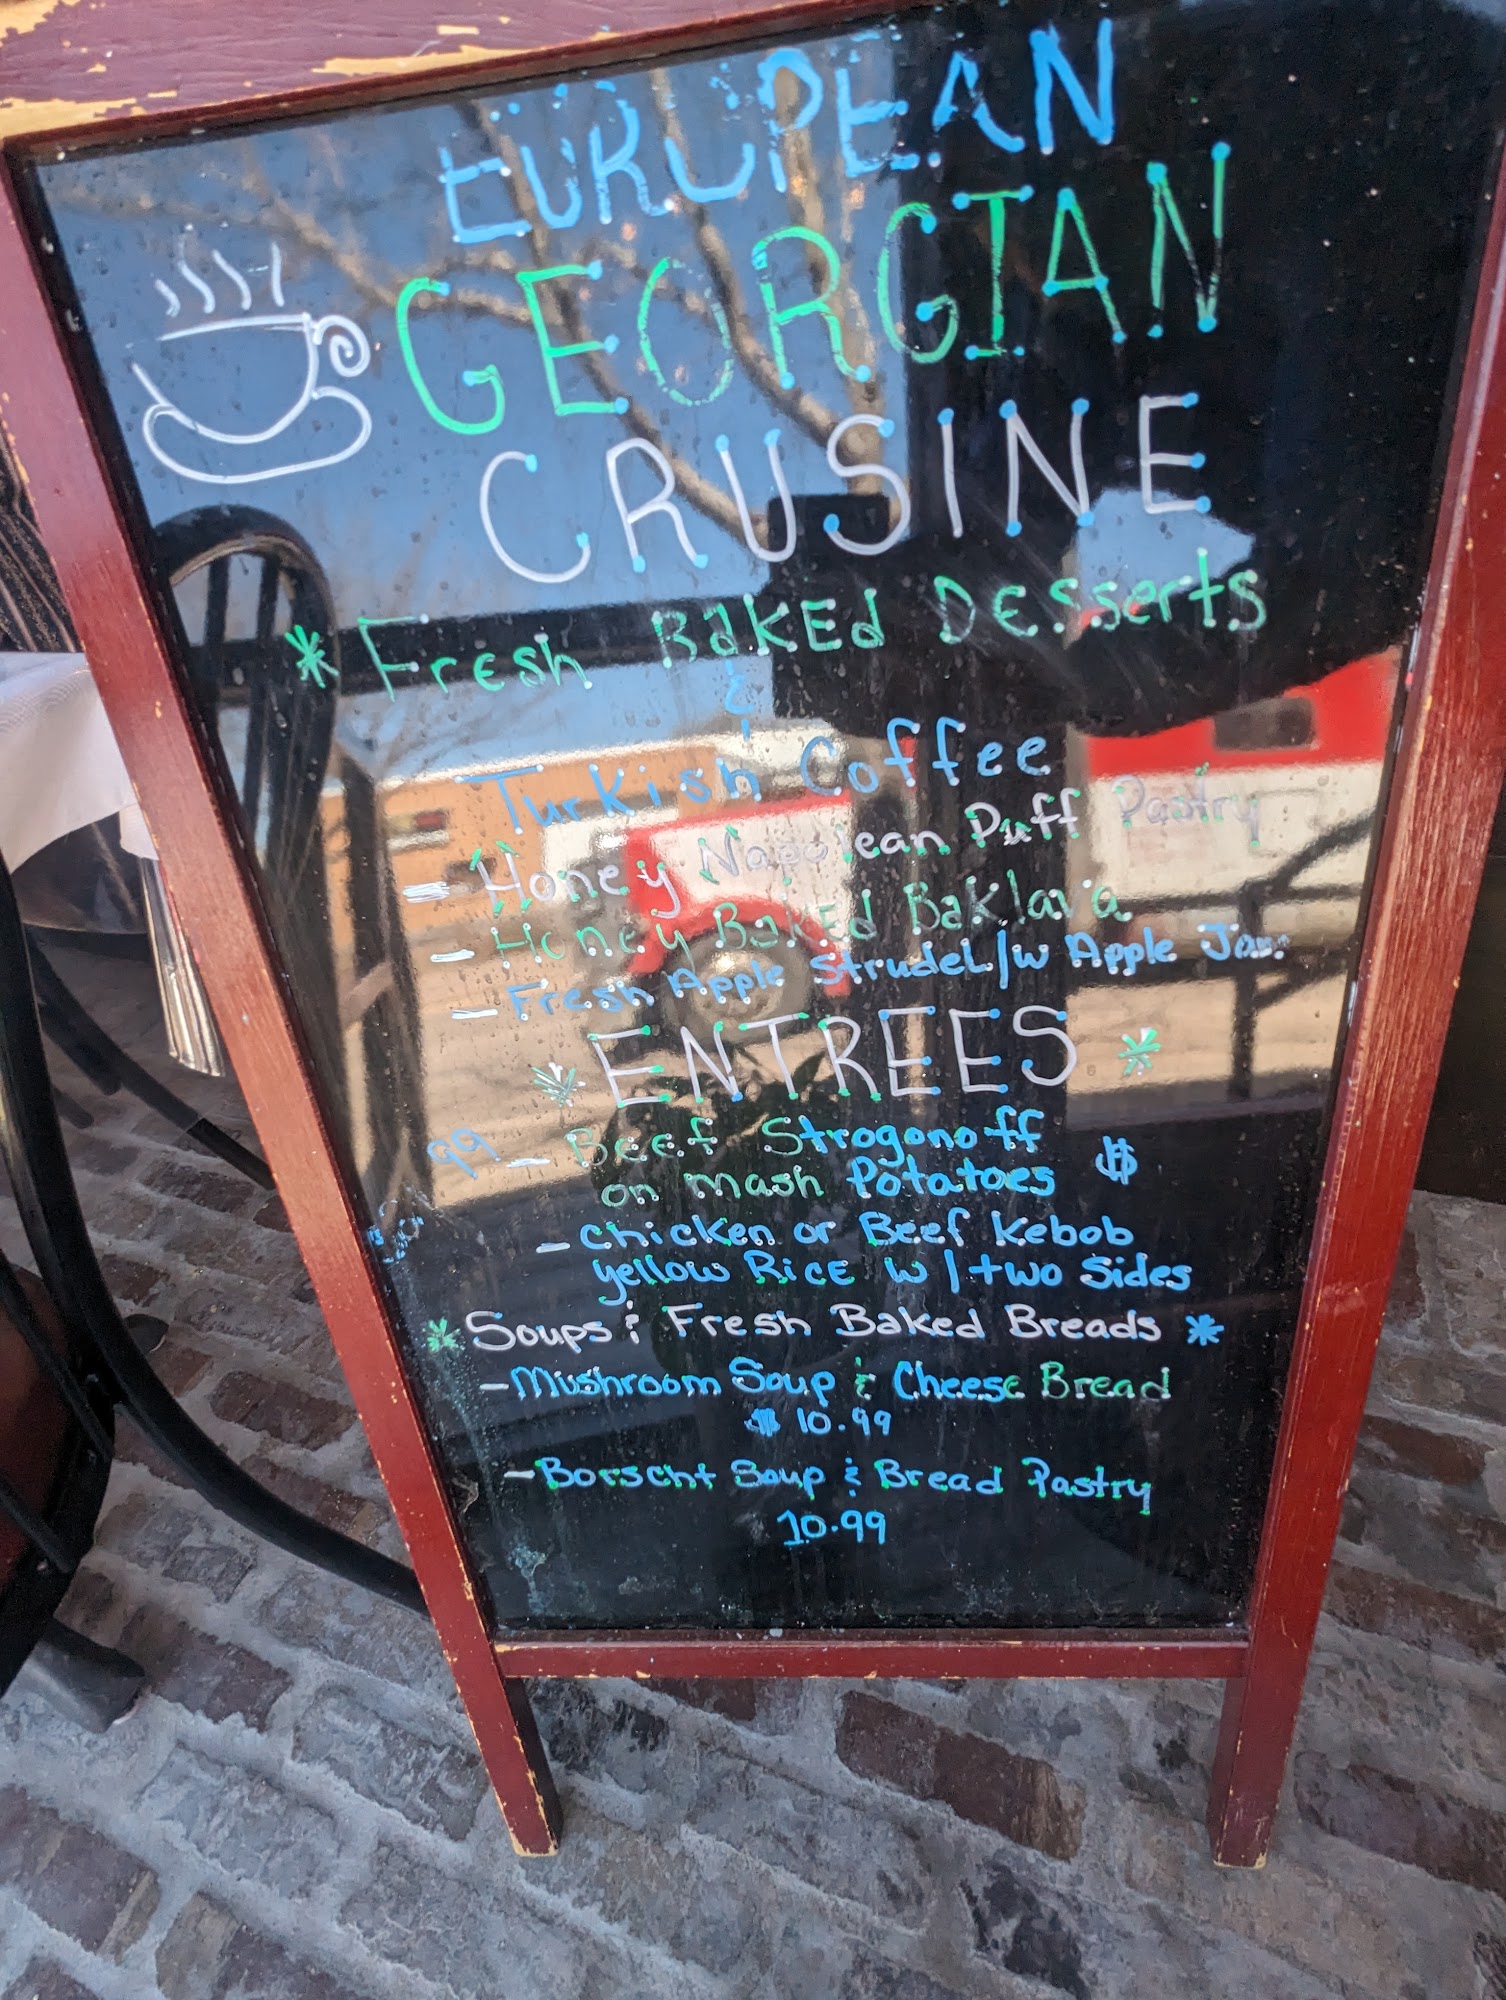 EUROPEAN
GEORGIAN
CRUSINE
* Fresh Baked Desserts
&
Turkish Coffee
- Honey Napolean Puff Pastry
- Honey Baked Baklava
- Fresh Apple Strudel/w Apple
* ENTREES *
99 - Beef Strogonoff
on mash Potatoes $
- Chicken or Beef Kebob
yellow Rice w/two Sides
* Soups & Fresh Baked Breads *
- Mushroom Soup & Cheese Bread
$ 10.99
- Borscht Soup & Bread Pastry
10.99